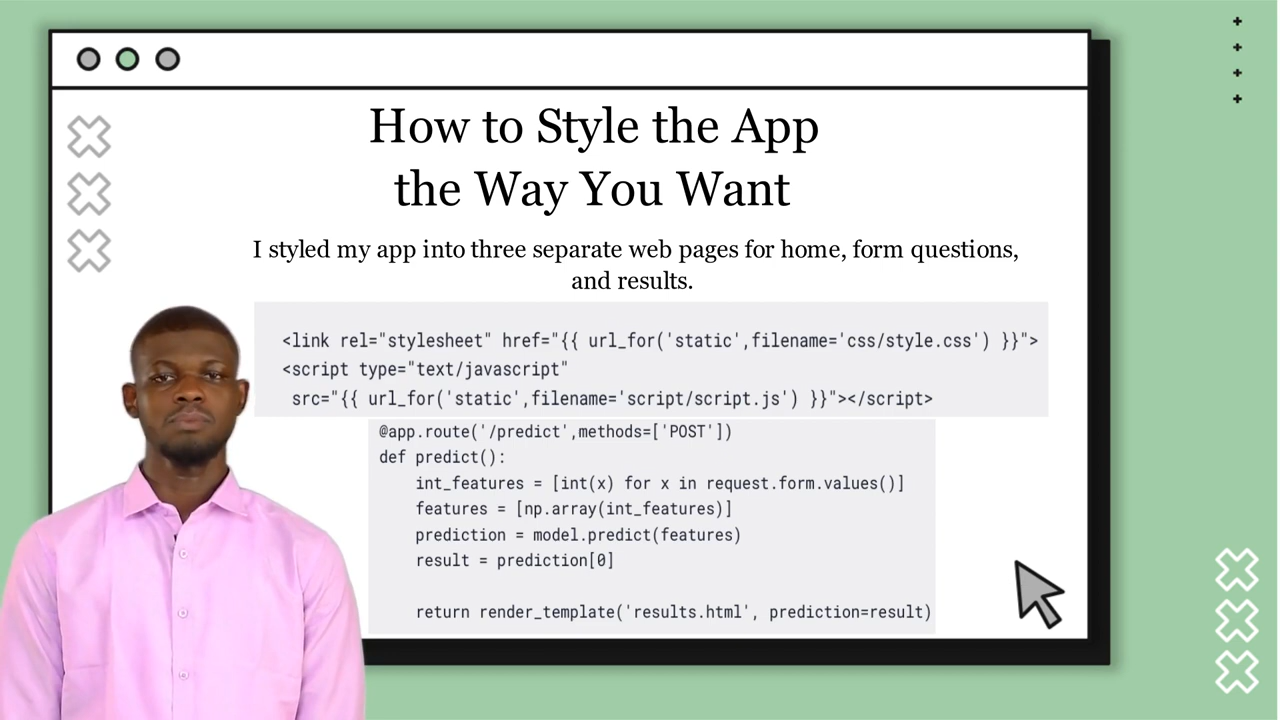 How to Style the App
the Way You Want
I styled my app into three separate web pages for home, form questions,
and results.
<link rel="stylesheet" href="{{ url_for('static',filename='css/style.css') }}">
<script type="text/javascript"
src="{{ url_for('static',filename='script/script.js') }}"></script>
@app.route('/predict',methods=['POST'])
def predict():
    int_features = [int(x) for x in request.form.values()]
    features = [np.array(int_features)]
    prediction = model.predict(features)
    result = prediction[0]
    return render_template('results.html', prediction=result)